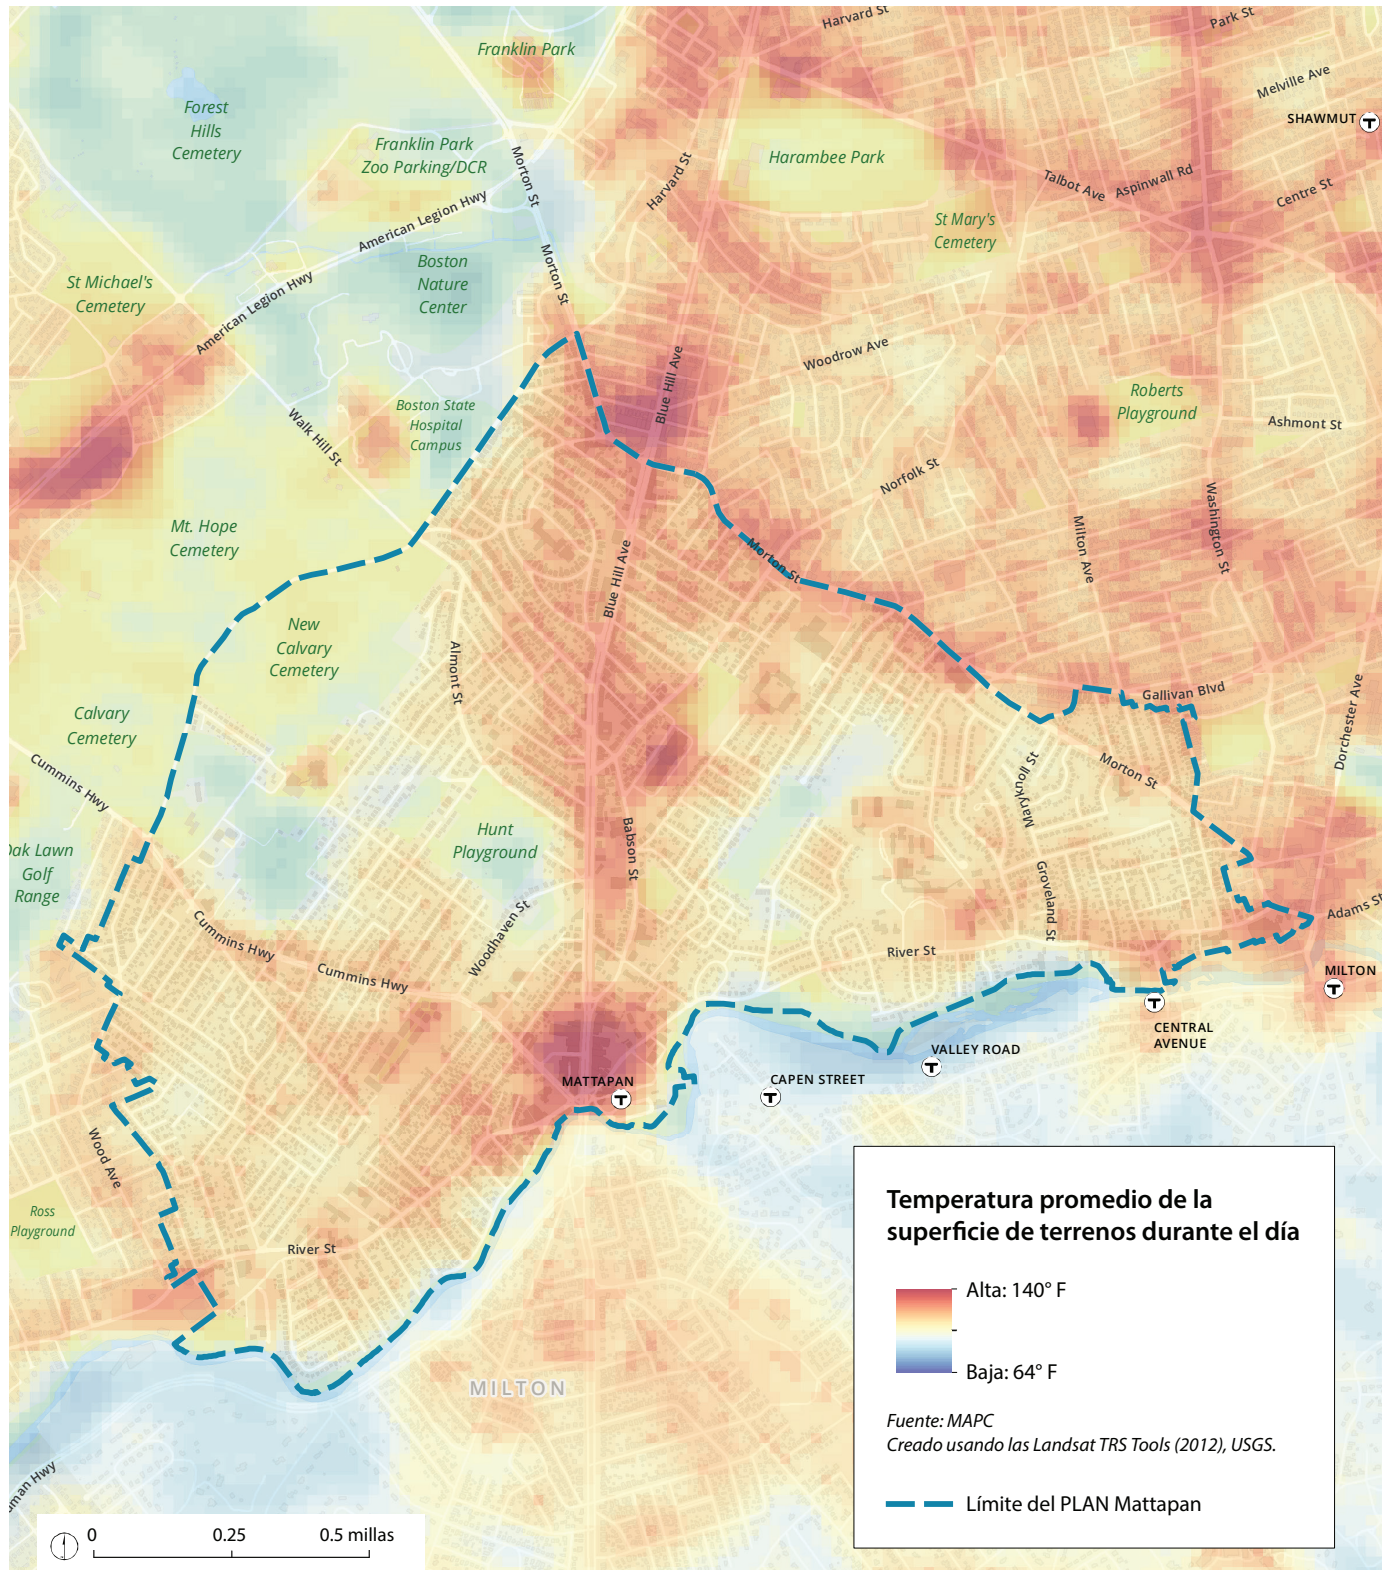 Harvard St
Park St
Franklin Park
Melville Ave
Forest
Hills
Cemetery
SHAWMUT
T
Franklin Park
Zoo Parking/DCR
Morton St
Harvard St
Harambee Park
Talbot Ave
Aspinwall Rd
Centre St
American Legion Hwy
St Mary's
Cemetery
Boston
Nature
Center
Morton St
St Michael's
Cemetery
American Legion Hwy
Woodrow Ave
Blue Hill Ave
Roberts
Playground
Boston State
Hospital
Campus
Walk Hill St
Ashmont St
Norfolk St
Washington St
Mt. Hope
Cemetery
Milton Ave
Blue Hill Ave
Morton St
New
Calvary
Cemetery
Almont St
Gallivan Blvd
Dorchester Ave
Calvary
Cemetery
Cummins Hwy
Morton St
Maryknoll St
Hunt
Playground
Babson St
Oak Lawn
Golf
Range
Groveland St
Adams St
Cummins Hwy
Woodhaven St
River St
Cummins Hwy
MILTON
T
T
CENTRAL
AVENUE
VALLEY ROAD
T
CAPEN STREET
T
MATTAPAN
T
Wood Ave
Ross
Playground
River St
MILTON
Temperatura promedio de la
superficie de terrenos durante el día
Alta: 140° F
Baja: 64° F
Fuente: MAPC
Creado usando las Landsat TRS Tools (2012), USGS.
Límite del PLAN Mattapan
Hwy
0 0.25 0.5 millas